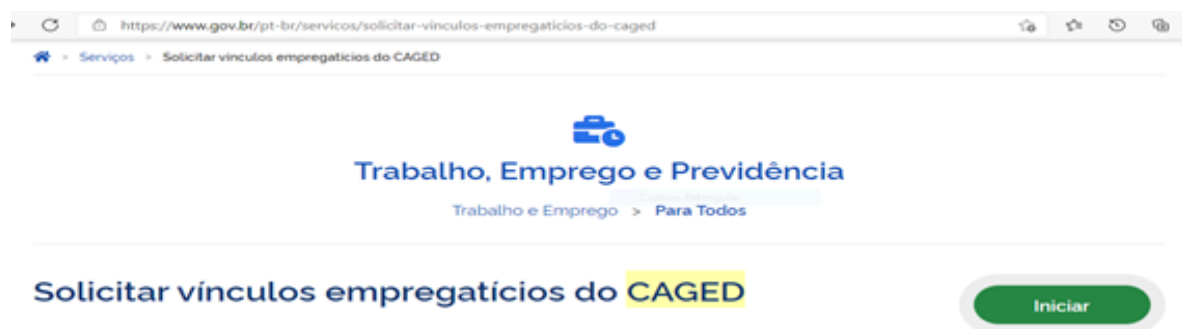 https://www.gov.br/pt-br/servicos/solicitar-vinculos-empregaticios-do-caged
> Serviços > Solicitar vínculos empregatícios do CAGED
Trabalho, Emprego e Previdência
Trabalho e Emprego > Para Todos
Solicitar vínculos empregatícios do CAGED
Iniciar